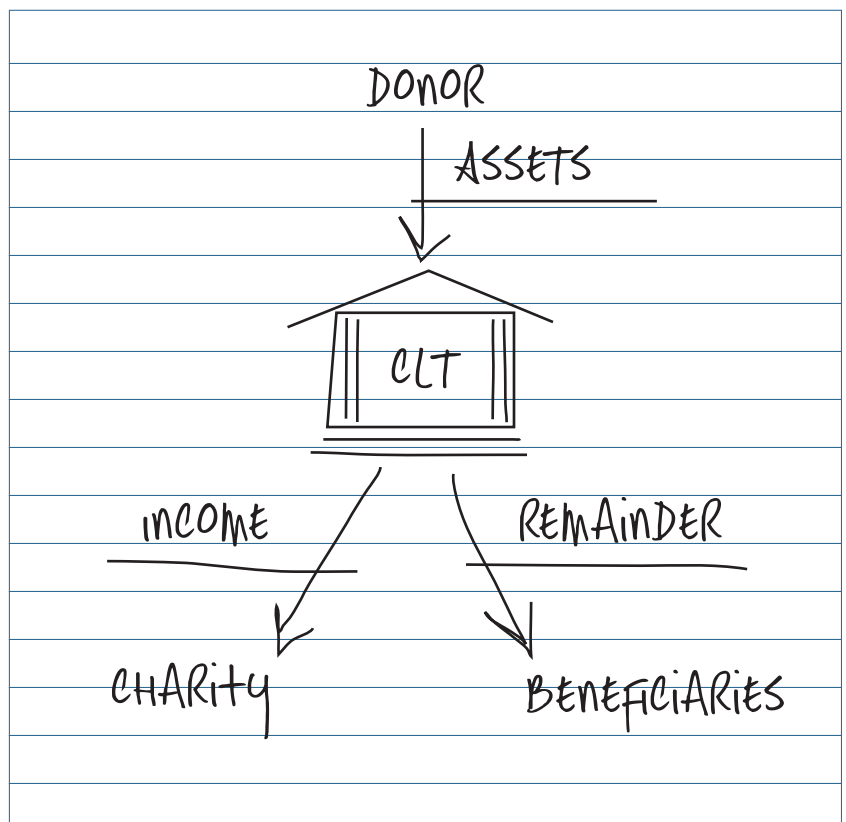 DONOR
ASSETS
CLT
INCOME
REMAINDER
CHARITY
BENEFICIARIES